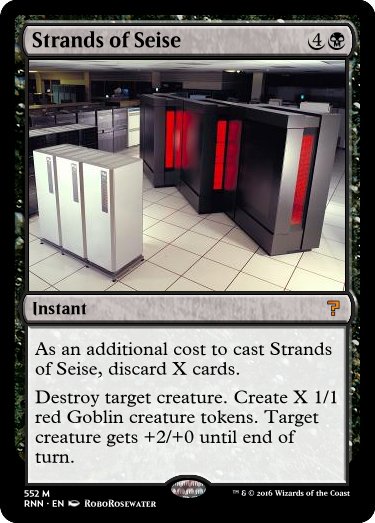 Strands of Seise 4
Instant
As an additional cost to cast Strands
of Seise, discard X cards.
Destroy target creature. Create X 1/1
red Goblin creature tokens. Target
creature gets +2/+0 until end of
turn.
552 M
RNN • EN RoboRosewater
™ & © 2016 Wizards of the Coast